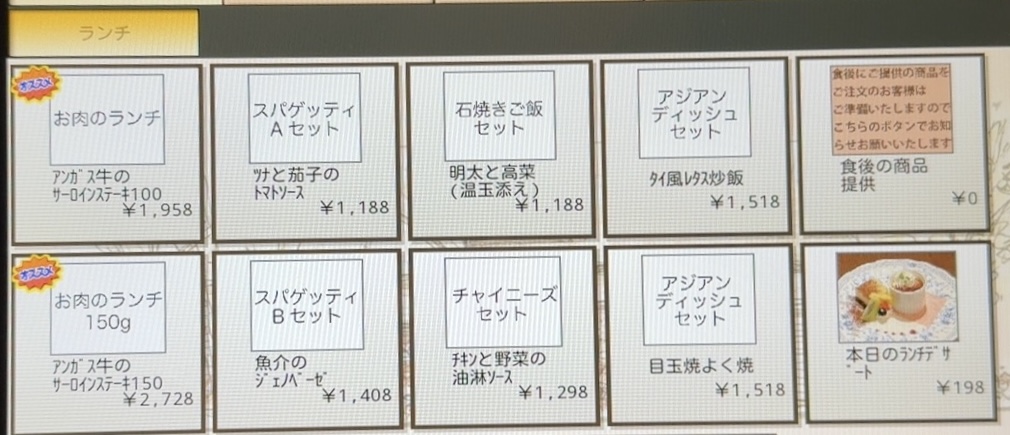 ランチ
オススメ
お肉のランチ
アンガス牛の
サーロインステーキ100
¥1,958
スパゲッティ
Aセット
ツナと茄子の
トマトソース
¥1,188
石焼きご飯
セット
明太と高菜
(温玉添え)
¥1,188
アジアン
ディッシュ
セット
タイ風レタス炒飯
¥1,518
食後にご提供の商品を
ご注文のお客様は
ご準備いたしますので
こちらのボタンでお知
らせお願いいたします
食後の商品
提供
¥0
オススメ
お肉のランチ
150g
アンガス牛の
サーロインステーキ150
¥2,728
スパゲッティ
Bセット
魚介の
ジェノベーゼ
¥1,408
チャイニーズ
セット
チキンと野菜の
油淋ソース
¥1,298
アジアン
ディッシュ
セット
目玉焼よく焼
¥1,518
本日のランチデサ
゙ート
¥198